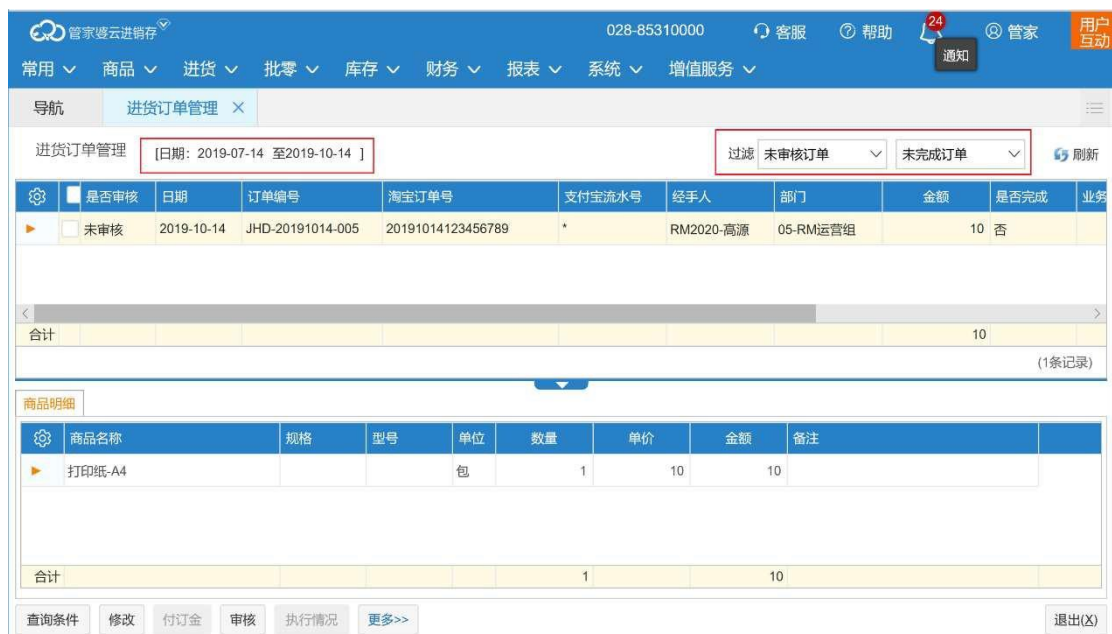 管家婆云进销存 028-85310000 客服 帮助 24 管家 用户互动
通知
常用 商品 进货 批零 库存 财务 报表 系统 增值服务
导航 进货订单管理 ×
进货订单管理 [日期: 2019-07-14 至2019-10-14 ] 过滤 未审核订单 未完成订单 刷新
是否审核 日期 订单编号 淘宝订单号 支付宝流水号 经手人 部门 金额 是否完成 业务
未审核 2019-10-14 JHD-20191014-005 20191014123456789 * RM2020-高源 05-RM运营组 10 否
合计 10
(1条记录)
商品明细
商品名称 规格 型号 单位 数量 单价 金额 备注
打印纸-A4 包 1 10 10
合计 1 10
查询条件 修改 付订金 审核 执行情况 更多>> 退出(X)